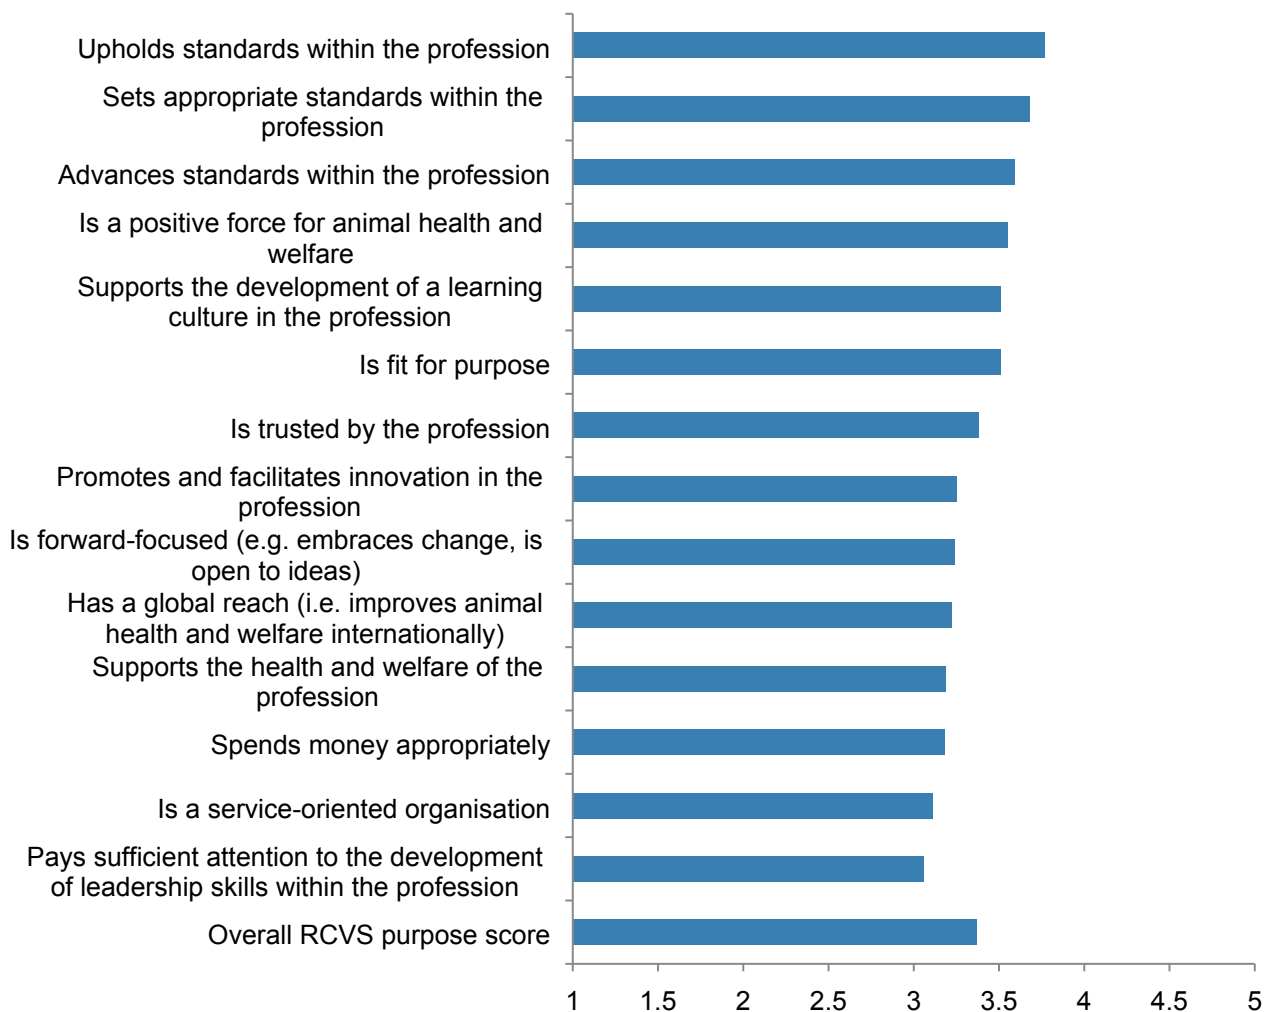 Upholds standards within the profession
Sets appropriate standards within the
profession
Advances standards within the profession
Is a positive force for animal health and
welfare
Supports the development of a learning
culture in the profession
Is fit for purpose
Is trusted by the profession
Promotes and facilitates innovation in the
profession
Is forward-focused (e.g. embraces change, is
open to ideas)
Has a global reach (i.e. improves animal
health and welfare internationally)
Supports the health and welfare of the
profession
Spends money appropriately
Is a service-oriented organisation
Pays sufficient attention to the development
of leadership skills within the profession
Overall RCVS purpose score
1 1.5 2 2.5 3 3.5 4 4.5 5